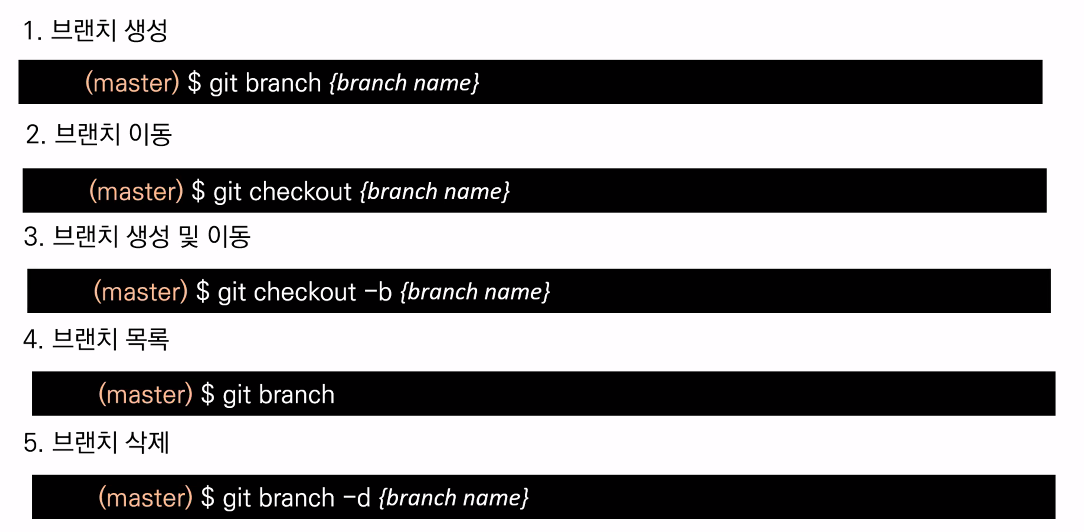 1. 브랜치 생성
(master) $ git branch {branch name}
2. 브랜치 이동
(master) $ git checkout {branch name}
3. 브랜치 생성 및 이동
(master) $ git checkout –b {branch name}
4. 브랜치 목록
(master) $ git branch
5. 브랜치 삭제
(master) $ git branch –d {branch name}